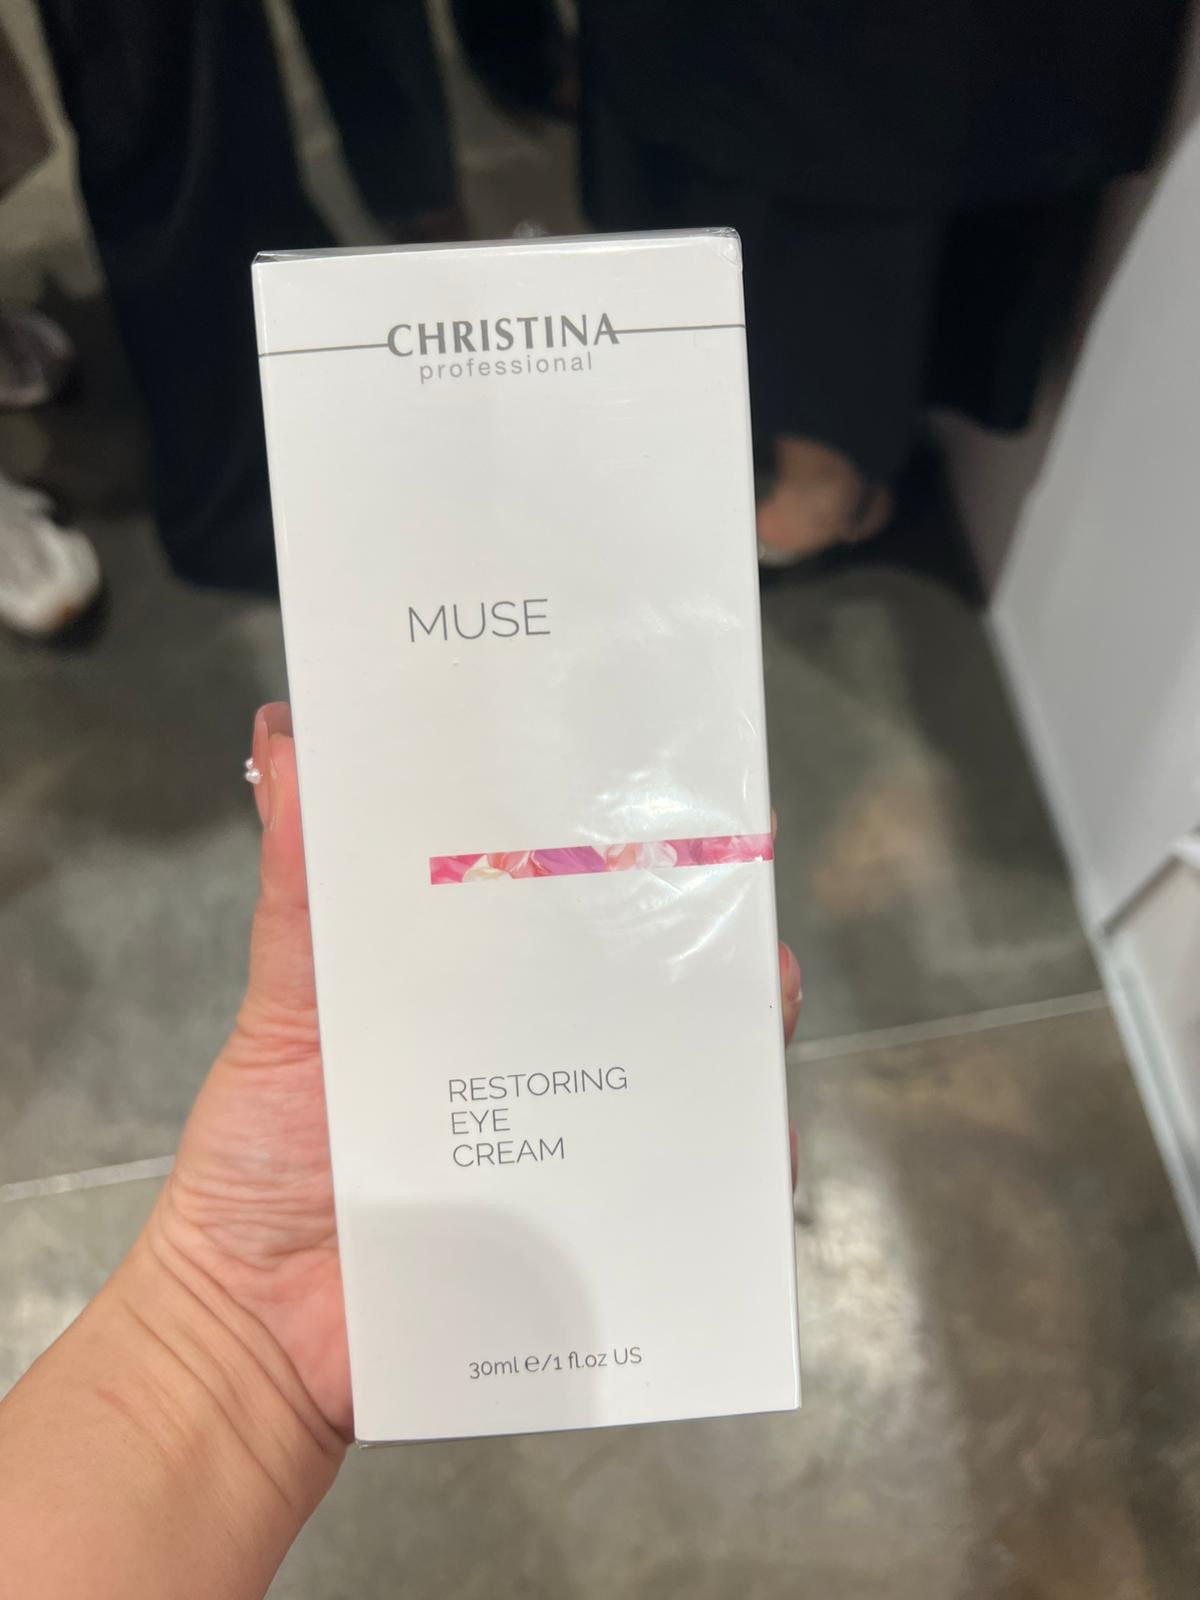 CHRISTINA
professional
MUSE
RESTORING
EYE
CREAM
30ml ℮/1 fl.oz US